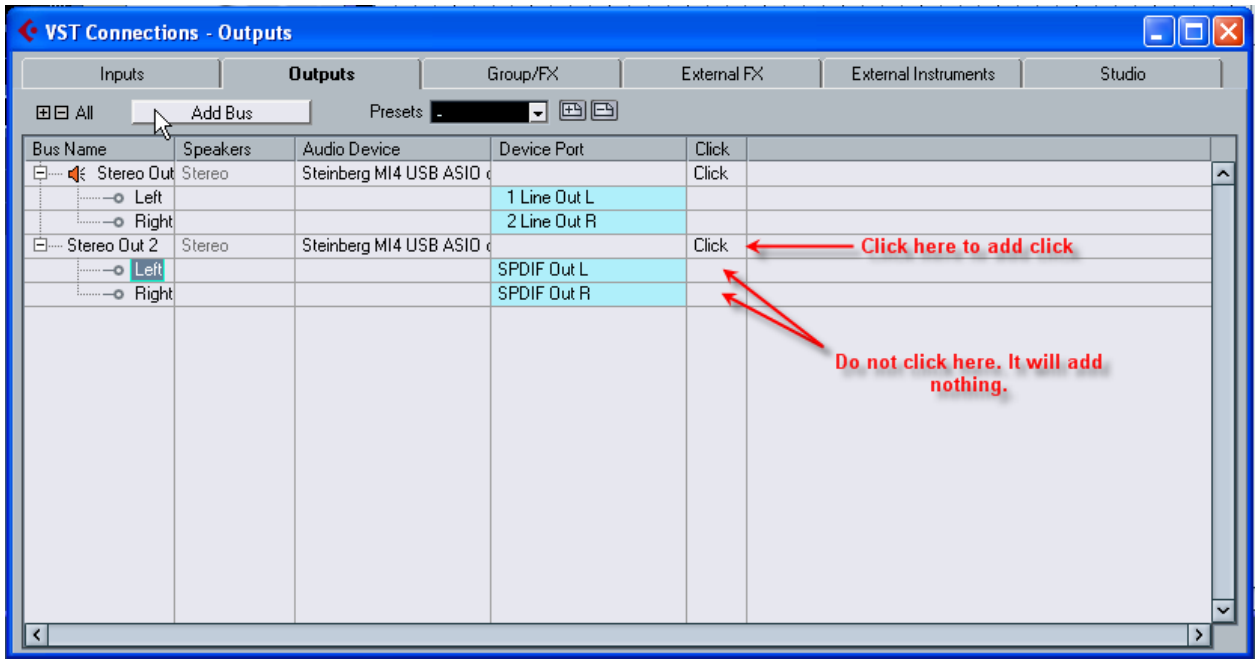 VST Connections - Outputs
Inputs Outputs Group/FX External FX External Instruments Studio
All Add Bus Presets -
Bus Name Speakers Audio Device Device Port Click
Stereo Out Stereo Steinberg MI4 USB ASIO Click
Left 1 Line Out L
Right 2 Line Out R
Stereo Out 2 Stereo Steinberg MI4 USB ASIO Click Click here to add click
Left SPDIF Out L
Right SPDIF Out R
Do not click here. It will add
nothing.